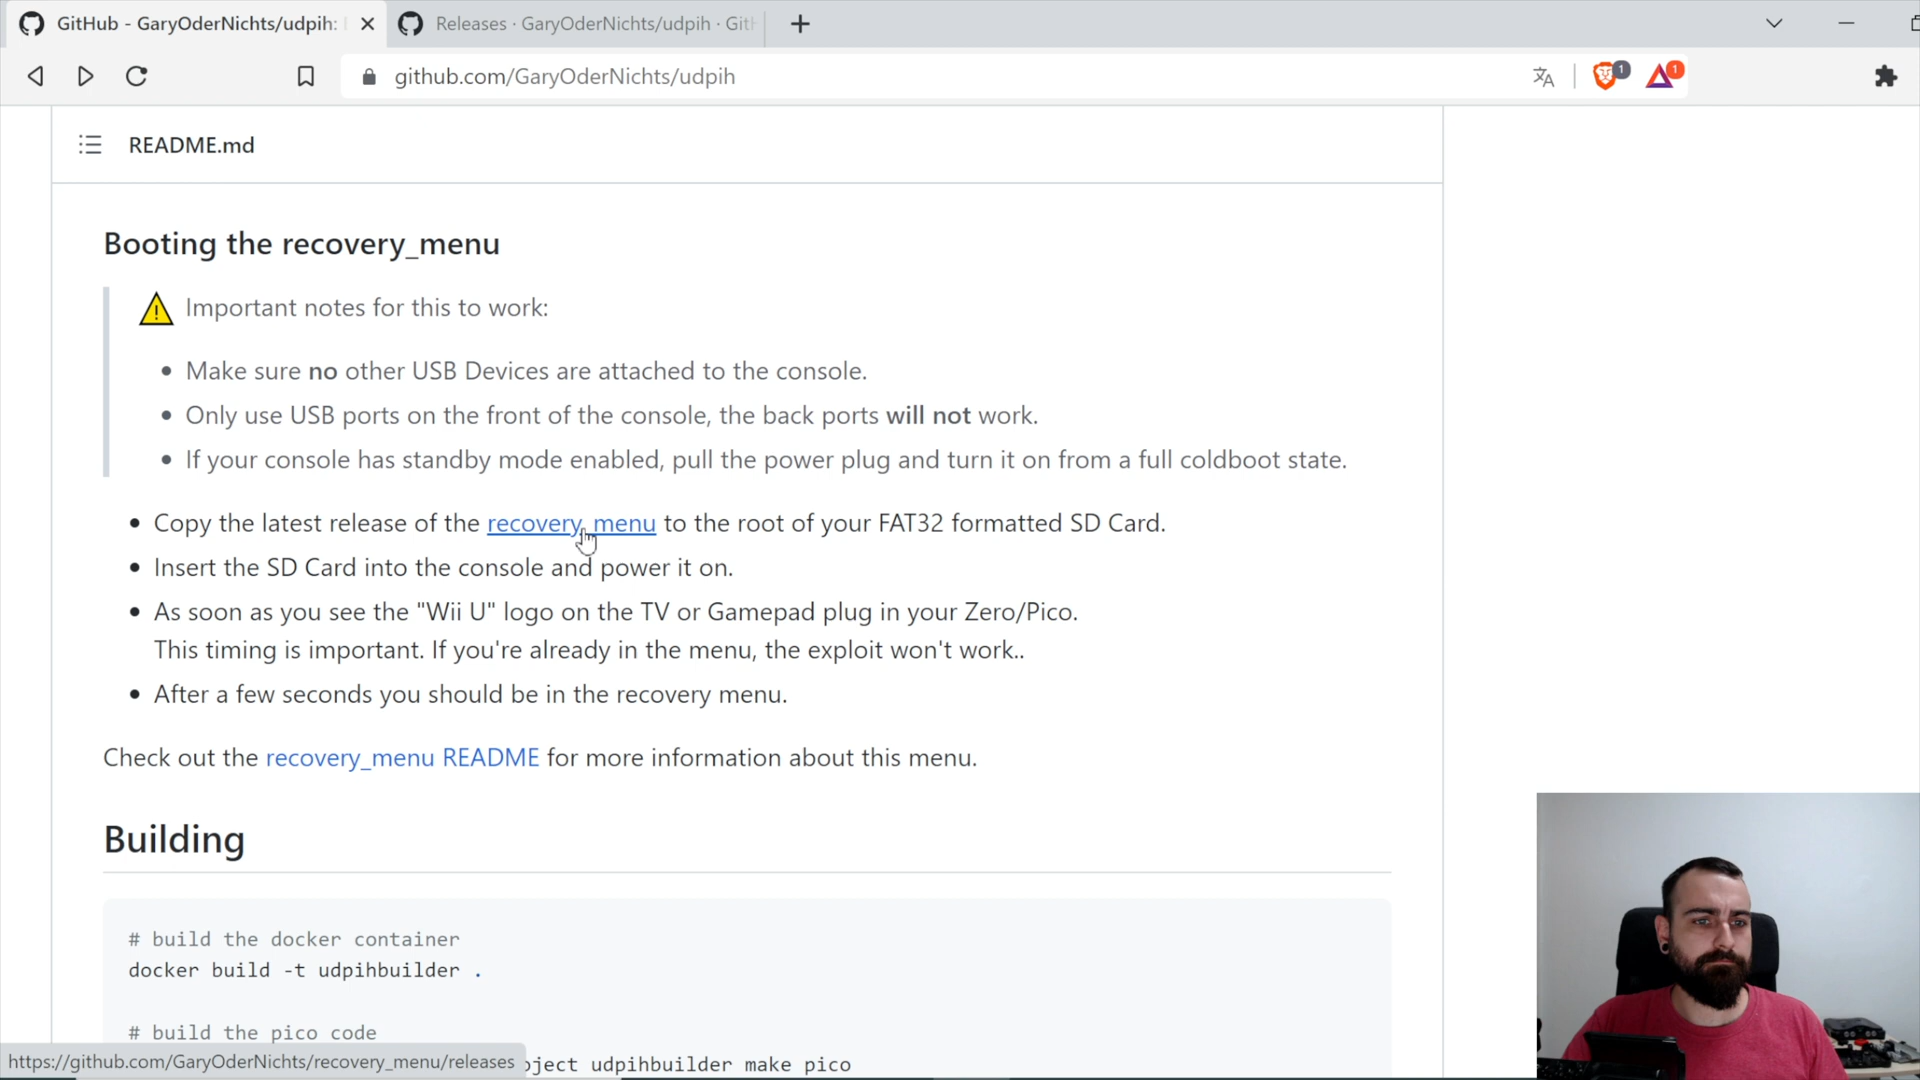 GitHub - GaryOderNichts/udpih:
Releases · GaryOderNichts/udpih · Git
github.com/GaryOderNichts/udpih
1
1
README.md
Booting the recovery_menu
Important notes for this to work:
• Make sure no other USB Devices are attached to the console.
• Only use USB ports on the front of the console, the back ports will not work.
• If your console has standby mode enabled, pull the power plug and turn it on from a full coldboot state.
• Copy the latest release of the recovery_menu to the root of your FAT32 formatted SD Card.
• Insert the SD Card into the console and power it on.
• As soon as you see the "Wii U" logo on the TV or Gamepad plug in your Zero/Pico.
This timing is important. If you're already in the menu, the exploit won't work..
• After a few seconds you should be in the recovery menu.
Check out the recovery_menu README for more information about this menu.
Building
# build the docker container
docker build -t udpihbuilder .
# build the pico code
oject udpihbuilder make pico
https://github.com/GaryOderNichts/recovery_menu/releases